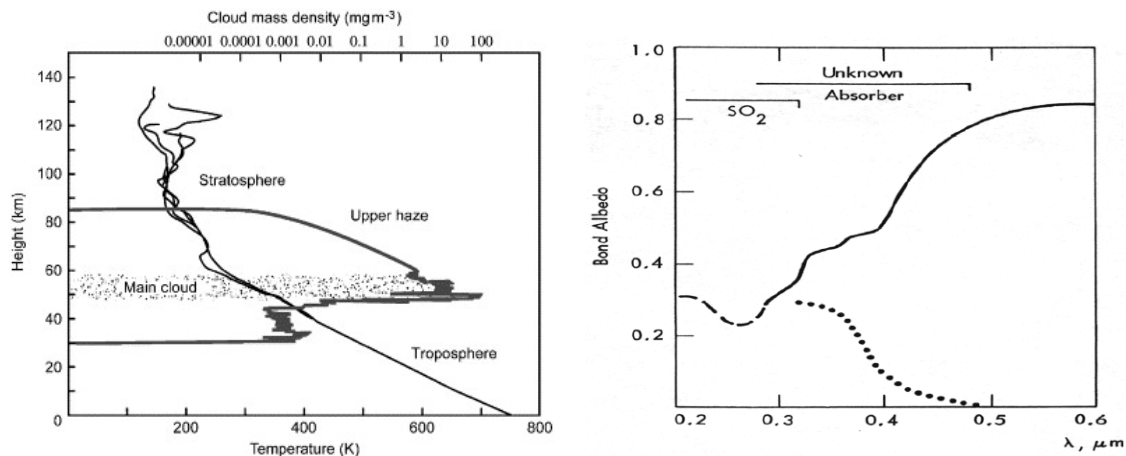 Cloud mass density (mg m-3)
0.00001 0.0001 0.001 0.01 0.1 1 10 100
140
120
100
80
60
40
20
0
Height (km)
Stratosphere
Upper haze
Main cloud
Troposphere
200 400 600 800
Temperature (K)
1.0
0.8
0.6
0.4
0.2
Bond Albedo
Unknown
Absorber
SO2
0.2 0.3 0.4 0.5 0.6
λ, μm